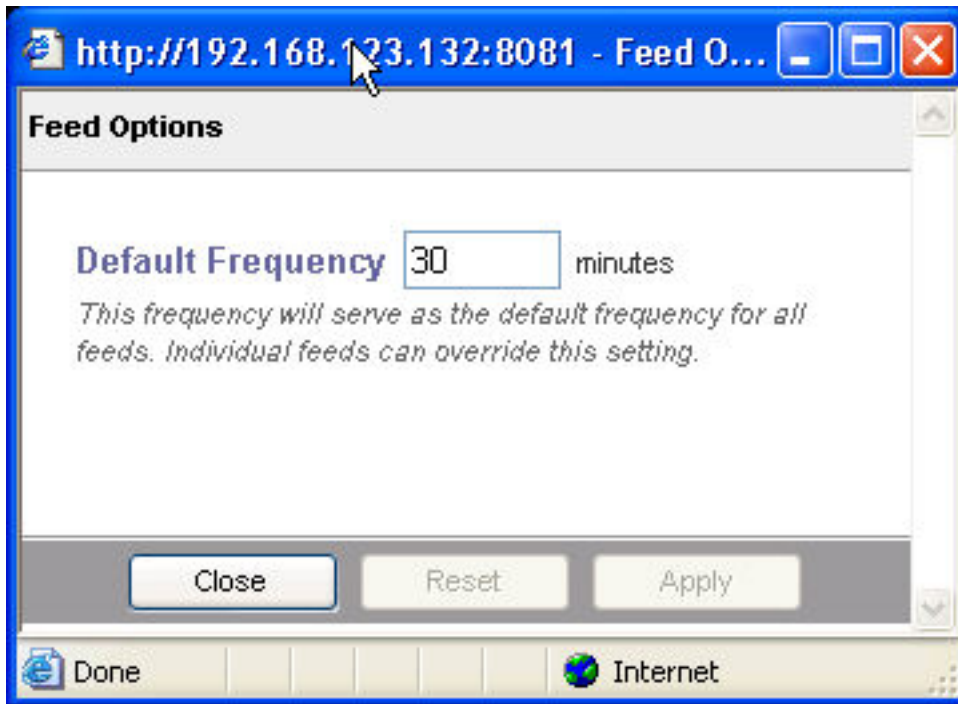 http://192.168.123.132:8081 - Feed O...
Feed Options
Default Frequency 30 minutes
This frequency will serve as the default frequency for all
feeds. Individual feeds can override this setting.
Close Reset Apply
Done Internet